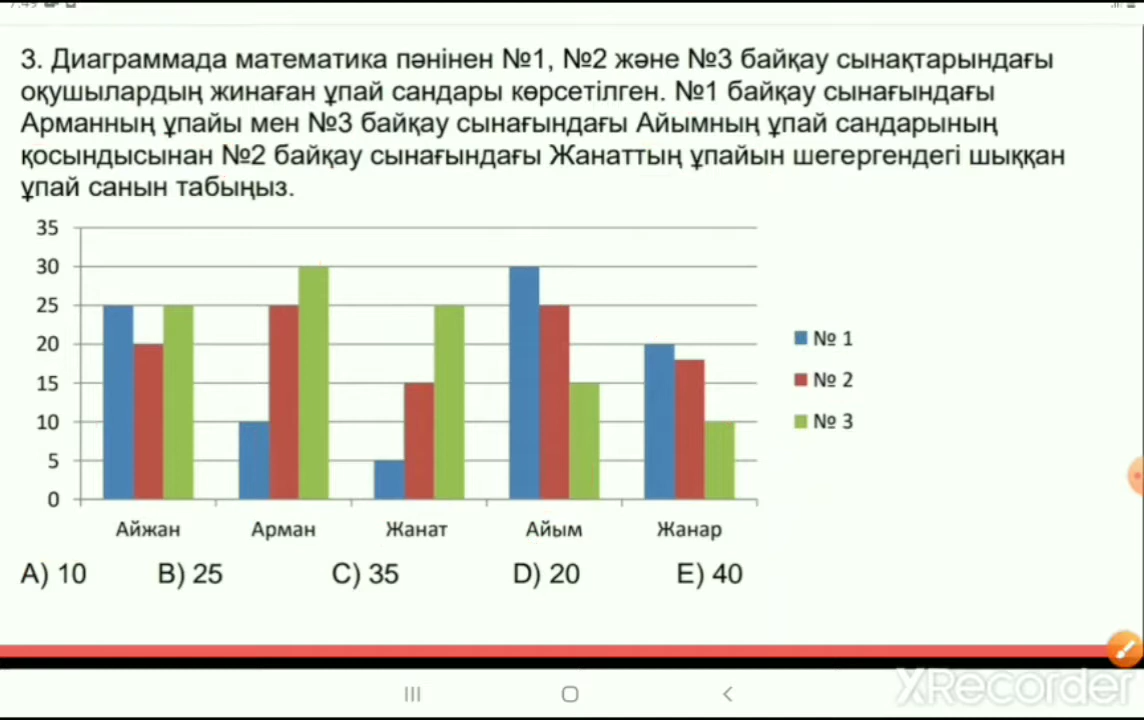 3. Диаграммада математика пәнінен №1, №2 және №3 байқау сынақтарындағы
оқушылардың жинаған ұпай сандары көрсетілген. №1 байқау сынағындағы
Арманның ұпайы мен №3 байқау сынағындағы Айымның ұпай сандарының
қосындысынан №2 байқау сынағындағы Жанаттың ұпайын шегергендегі шыққан
ұпай санын табыңыз.
35
30
25
20
15
10
5
0
Айжан Арман Жанат Айым Жанар
№ 1
№ 2
№ 3
A) 10 B) 25 C) 35 D) 20 E) 40
XRecorder